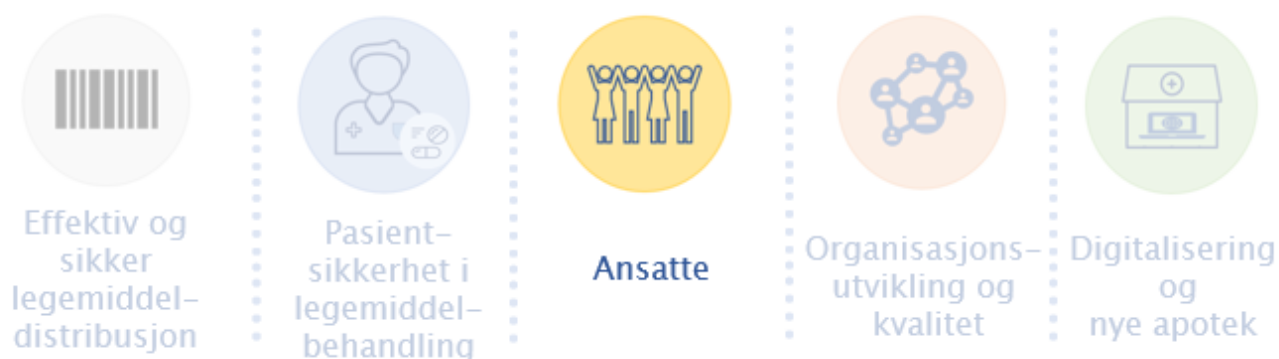 Effektiv og
sikker
legemiddel-
distribusjon
Pasient-
sikkerhet i
legemiddel-
behandling
Ansatte
Organisasjons-
utvikling og
kvalitet
Digitalisering
og
nye apotek